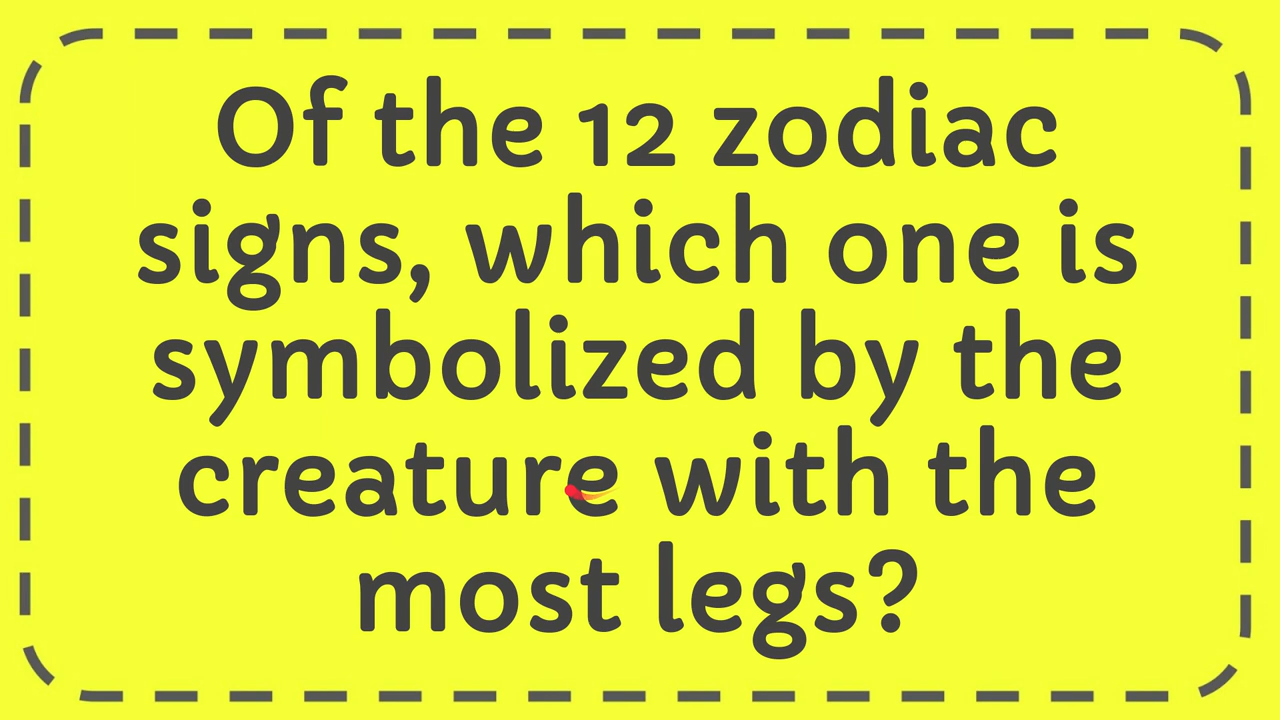 Of the 12 zodiac
signs, which one is
symbolized by the
creature with the
most legs?